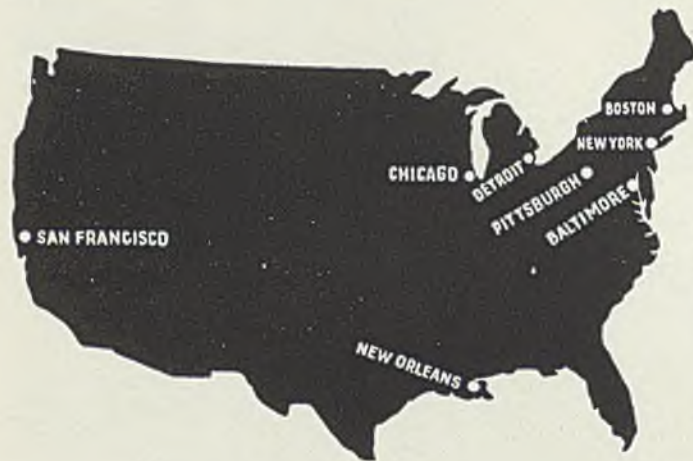 BOSTON
NEW YORK
CHICAGO
DETROIT
PITTSBURGH
BALTIMORE
SAN FRANCISCO
NEW ORLEANS